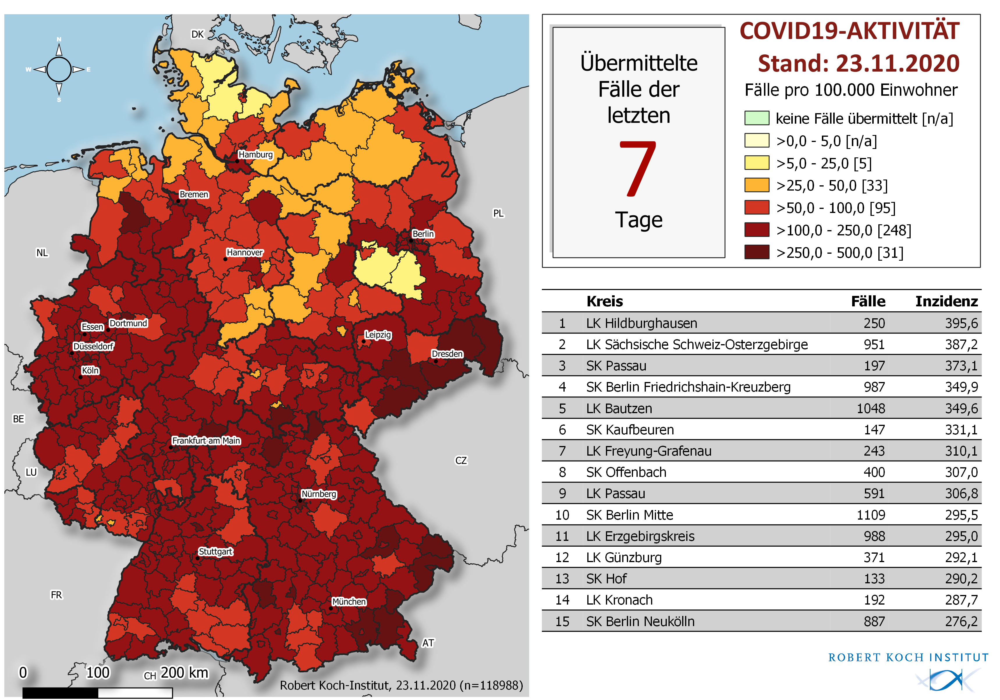 DK
N
W
E
S
Hamburg
Bremen
Berlin
PL
NL
Hannover
Essen
Dortmund
Düsseldorf
Leipzig
Dresden
Köln
BE
Frankfurt am Main
LU
CZ
Nürnberg
Stuttgart
FR
München
AT
0
100
200 km
CH
Robert Koch-Institut, 23.11.2020 (n=118988)
Übermittelte
Fälle der
letzten
7
Tage
COVID19-AKTIVITÄT
Stand: 23.11.2020
Fälle pro 100.000 Einwohner
keine Fälle übermittelt [n/a]
>0,0 - 5,0 [n/a]
>5,0 - 25,0 [5]
>25,0 - 50,0 [33]
>50,0 - 100,0 [95]
>100,0 - 250,0 [248]
>250,0 - 500,0 [31]
Kreis Fälle Inzidenz
1 LK Hildburghausen 250 395,6
2 LK Sächsische Schweiz-Osterzgebirge 951 387,2
3 SK Passau 197 373,1
4 SK Berlin Friedrichshain-Kreuzberg 987 349,9
5 LK Bautzen 1048 349,6
6 SK Kaufbeuren 147 331,1
7 LK Freyung-Grafenau 243 310,1
8 SK Offenbach 400 307,0
9 LK Passau 591 306,8
10 SK Berlin Mitte 1109 295,5
11 LK Erzgebirgskreis 988 295,0
12 LK Günzburg 371 292,1
13 SK Hof 133 290,2
14 LK Kronach 192 287,7
15 SK Berlin Neukölln 887 276,2
ROBERT KOCH INSTITUT